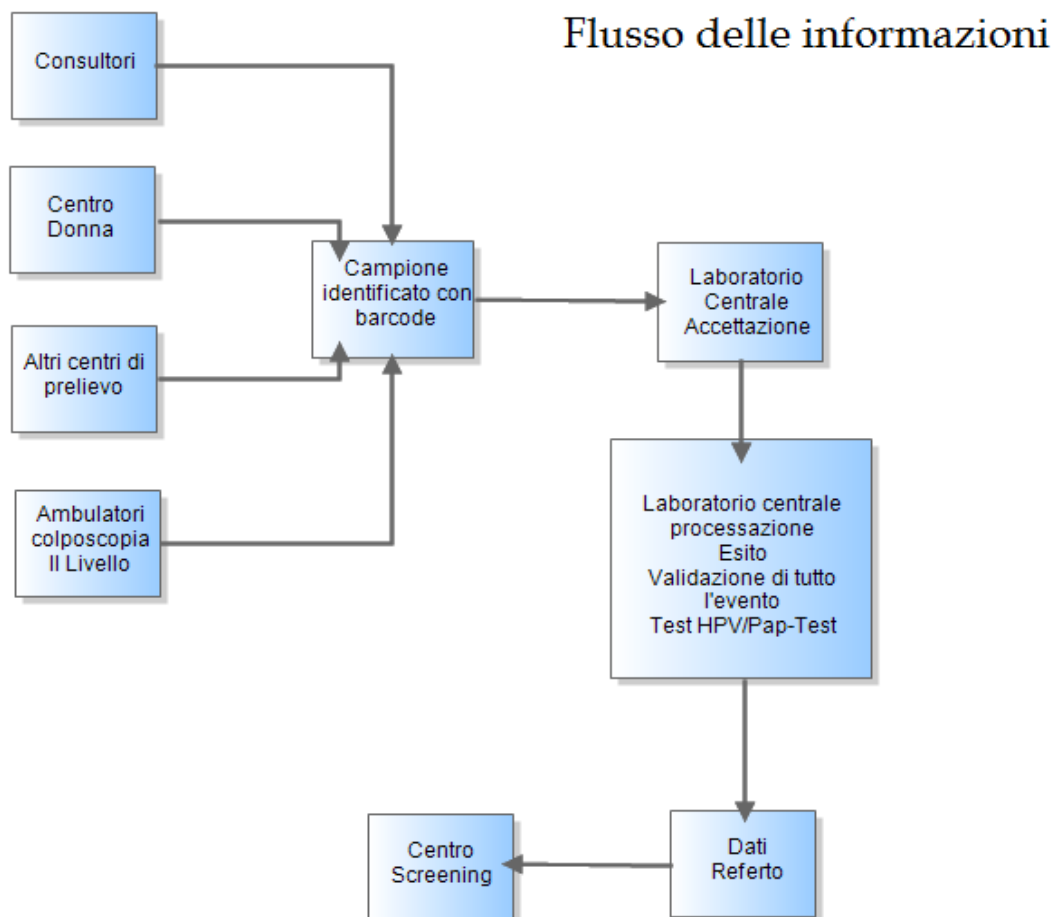 Flusso delle informazioni
Consultori
Centro
Donna
Altri centri di
prelievo
Ambulatori
colposcopia
II Livello
Campione
identificato con
barcode
Laboratorio
Centrale
Accettazione
Laboratorio centrale
processazione
Esito
Validazione di tutto
l'evento
Test HPV/Pap-Test
Dati
Referto
Centro
Screening